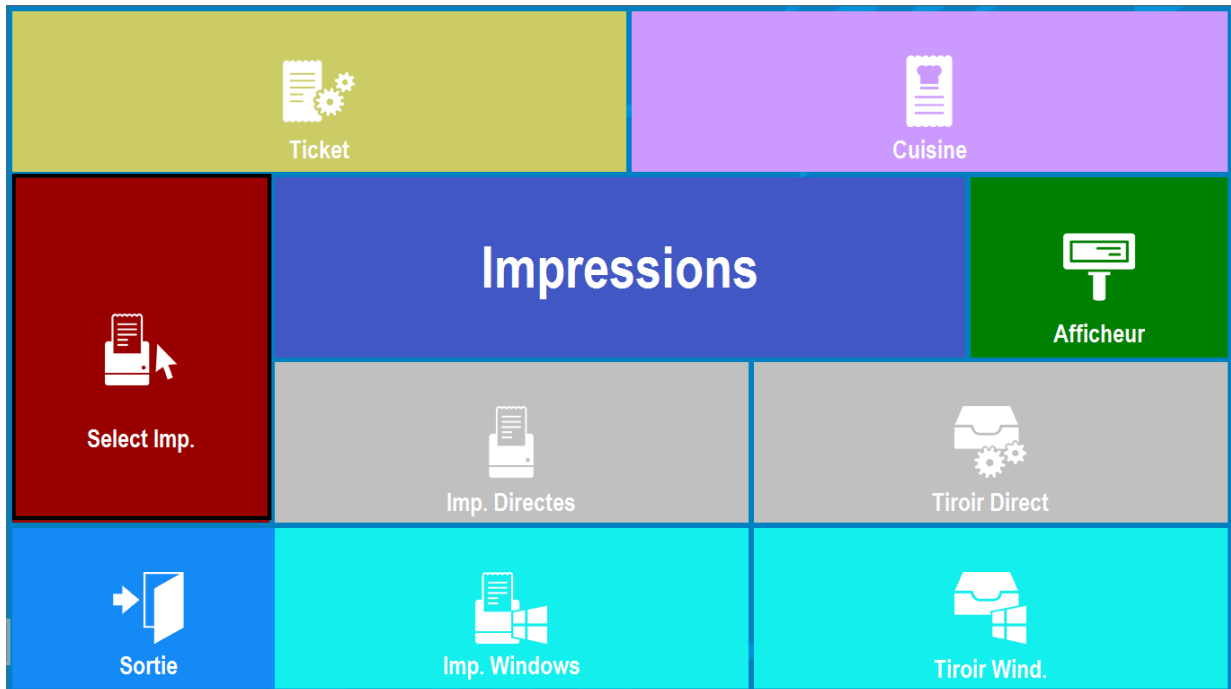 Ticket
Cuisine
Impressions
Afficheur
Select Imp.
Imp. Directes
Tiroir Direct
Sortie
Imp. Windows
Tiroir Wind.